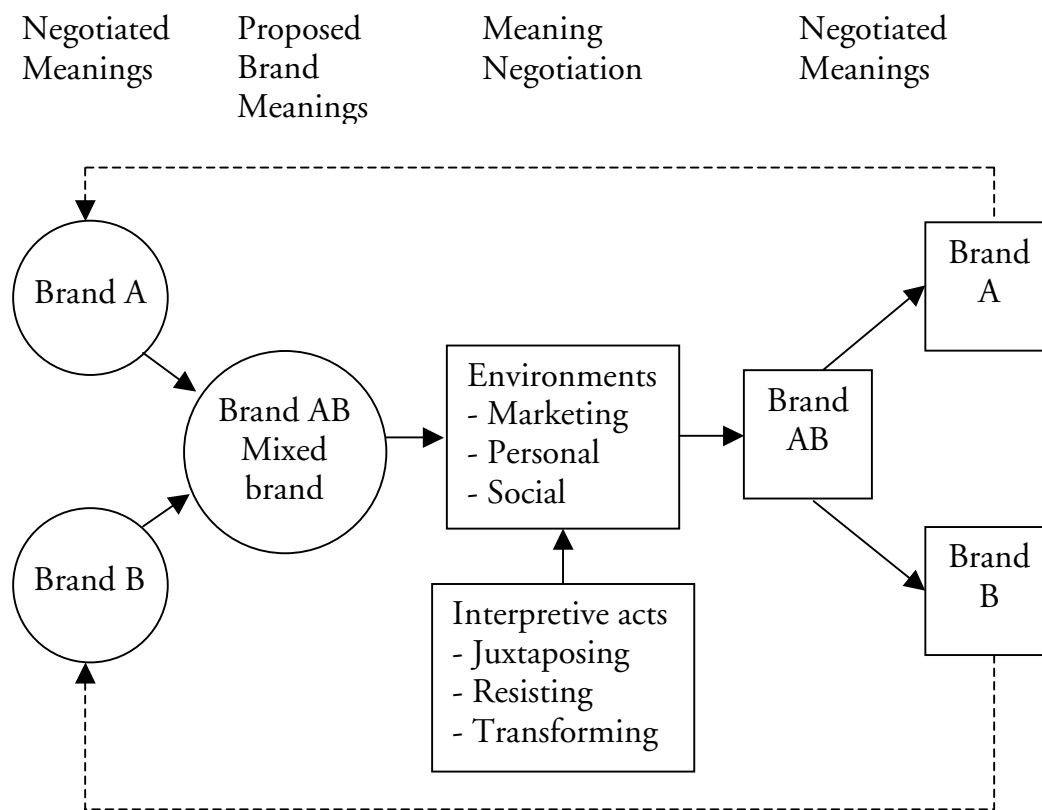 Negotiated
Meanings
Proposed
Brand
Meanings
Meaning
Negotiation
Negotiated
Meanings
Brand A
Brand B
Brand AB
Mixed
brand
Environments
- Marketing
- Personal
- Social
Interpretive acts
- Juxtaposing
- Resisting
- Transforming
Brand
AB
Brand
A
Brand
B